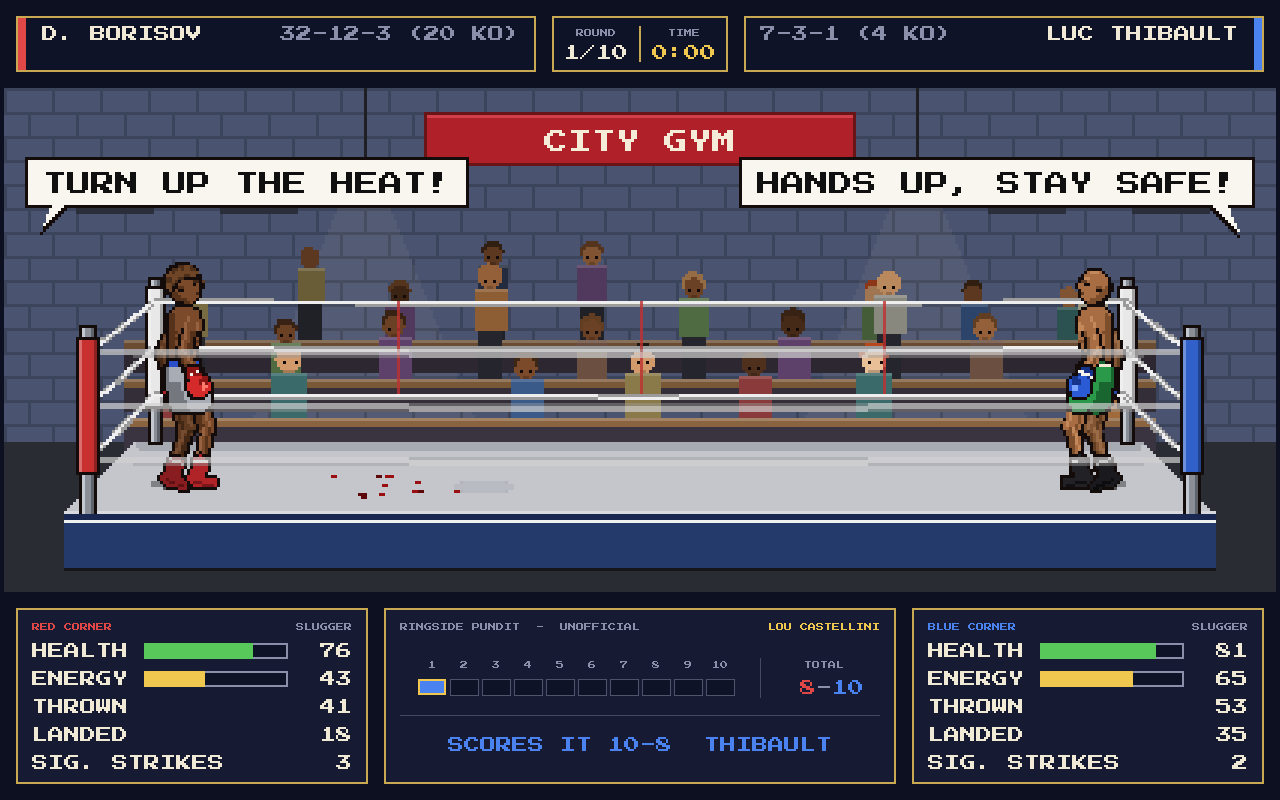 D. BORISOV 32-12-3 (20 KO)
ROUND TIME
1/10 0:00
7-3-1 (4 KO) LUC THIBAULT
CITY GYM
TURN UP THE HEAT!
HANDS UP, STAY SAFE!
RED CORNER SLUGGER
HEALTH 76
ENERGY 43
THROWN 41
LANDED 18
SIG. STRIKES 3
RINGSIDE PUNDIT - UNOFFICIAL LOU CASTELLINI
1 2 3 4 5 6 7 8 9 10 TOTAL
8-10
SCORES IT 10-8 THIBAULT
BLUE CORNER SLUGGER
HEALTH 81
ENERGY 65
THROWN 53
LANDED 35
SIG. STRIKES 2